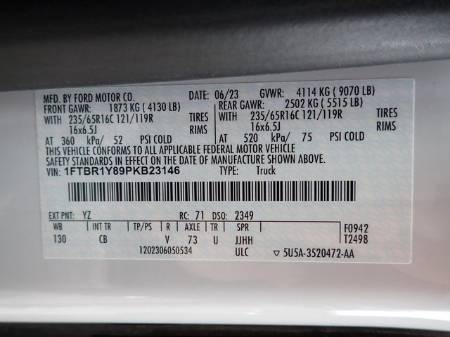 MFD. BY FORD MOTOR CO. DATE: 06/23 GVWR: 4114 KG ( 9070 LB)
FRONT GAWR: 1873 KG ( 4130 LB) REAR GAWR: 2502 KG ( 5515 LB)
WITH 235/65R16C 121/119R TIRES WITH 235/65R16C 121/119R TIRES
16x6.5J RIMS 16x6.5J RIMS
AT 360 kPa/ 52 PSI COLD AT 520 kPa/ 75 PSI COLD
THIS VEHICLE CONFORMS TO ALL APPLICABLE FEDERAL MOTOR VEHICLE
SAFETY STANDARDS IN EFFECT ON THE DATE OF MANUFACTURE SHOWN ABOVE.
VIN: 1FTBR1Y89PKB23146 TYPE: Truck
EXT PNT: YZ RC: 71 DSO: 2349
WB INT TR TP/PS R AXLE TR SPR F0942
130 CB V 73 U JJHH T2498
1202306050534 ULC ▽ 5U5A-3520472-AA